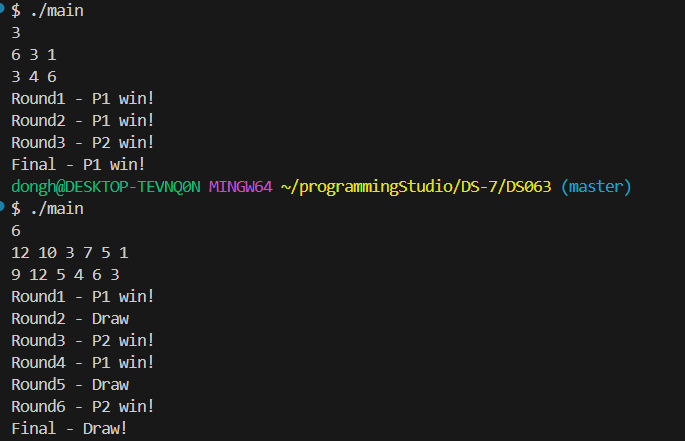 $ ./main
3
6 3 1
3 4 6
Round1 - P1 win!
Round2 - P1 win!
Round3 - P2 win!
Final - P1 win!
dongh@DESKTOP-TEVNQ0N MINGW64 ~/programmingStudio/DS-7/DS063 (master)
$ ./main
6
12 10 3 7 5 1
9 12 5 4 6 3
Round1 - P1 win!
Round2 - Draw
Round3 - P2 win!
Round4 - P1 win!
Round5 - Draw
Round6 - P2 win!
Final - Draw!